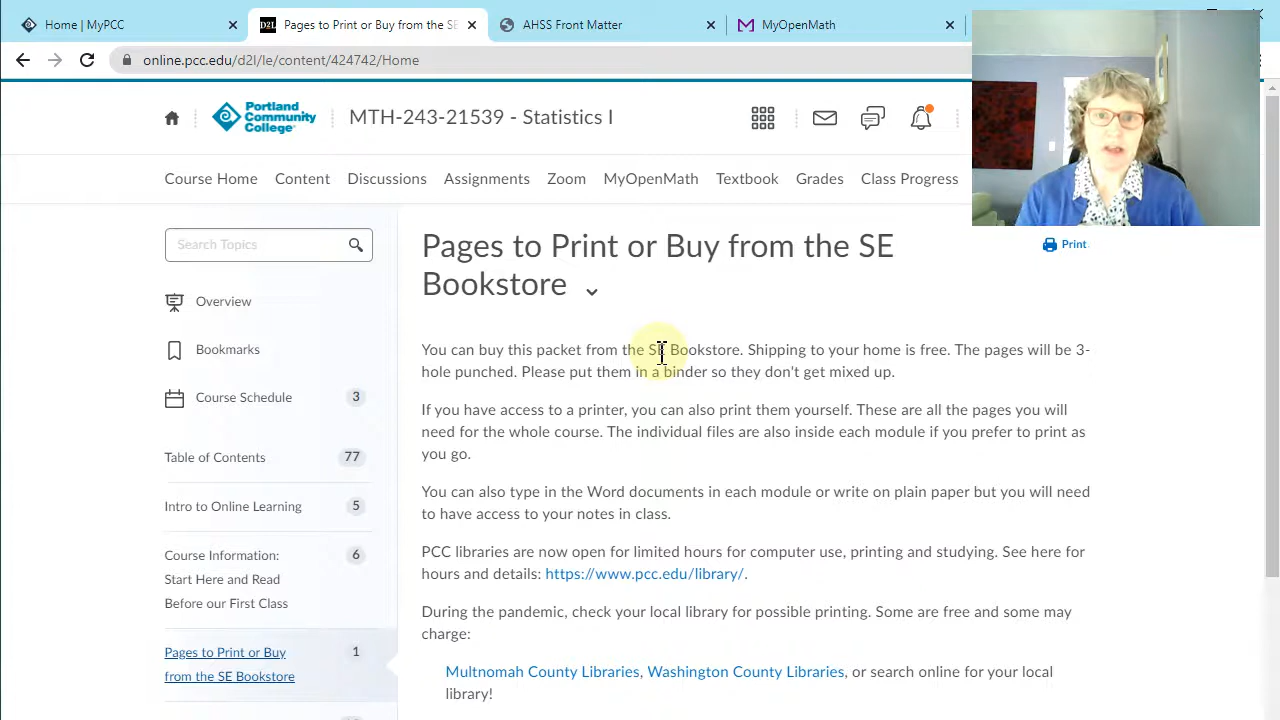 Home | MyPCC
Pages to Print or Buy from the SE
AHSS Front Matter
MyOpenMath
online.pcc.edu/d2l/le/content/424742/Home
Portland
Community
College
MTH-243-21539 - Statistics I
Course Home
Content
Discussions
Assignments
Zoom
MyOpenMath
Textbook
Grades
Class Progress
Search Topics
Overview
Bookmarks
Course Schedule 3
Table of Contents 77
Intro to Online Learning 5
Course Information: 6
Start Here and Read
Before our First Class
Pages to Print or Buy 1
from the SE Bookstore
Pages to Print or Buy from the SE
Bookstore
Print
You can buy this packet from the SE Bookstore. Shipping to your home is free. The pages will be 3-
hole punched. Please put them in a binder so they don't get mixed up.
If you have access to a printer, you can also print them yourself. These are all the pages you will
need for the whole course. The individual files are also inside each module if you prefer to print as
you go.
You can also type in the Word documents in each module or write on plain paper but you will need
to have access to your notes in class.
PCC libraries are now open for limited hours for computer use, printing and studying. See here for
hours and details: https://www.pcc.edu/library/.
During the pandemic, check your local library for possible printing. Some are free and some may
charge:
Multnomah County Libraries, Washington County Libraries, or search online for your local
library!